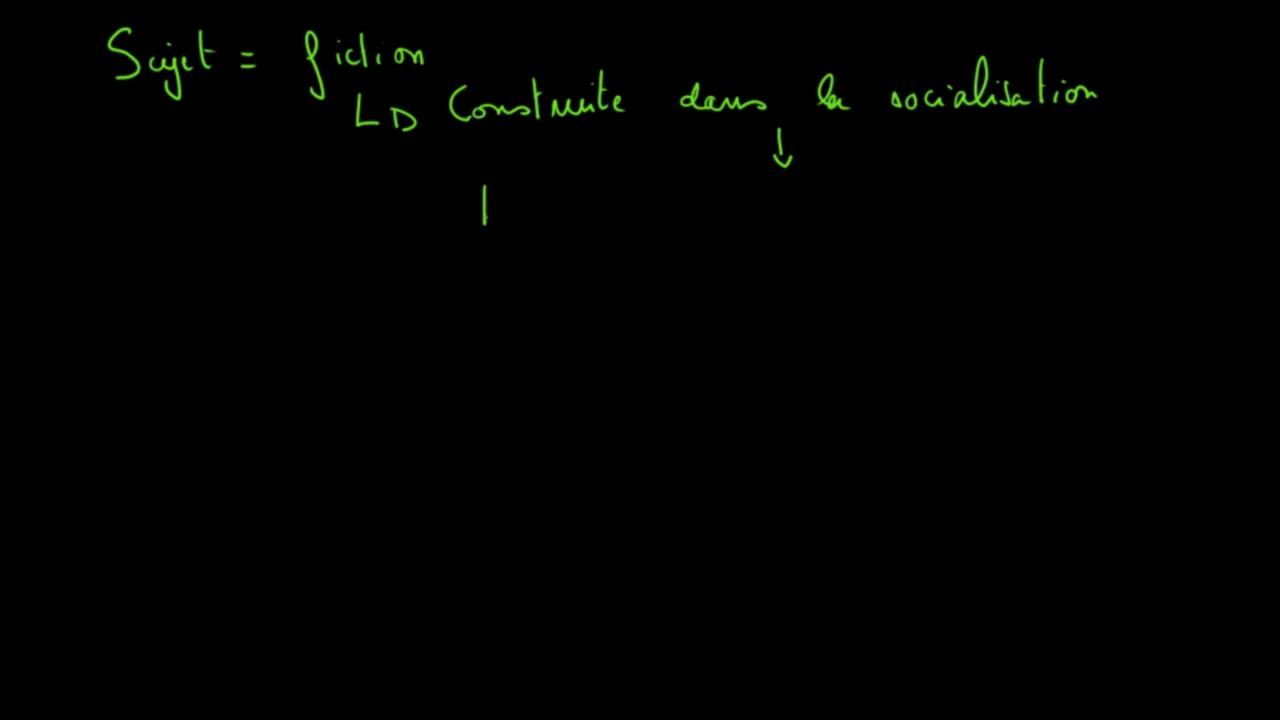 Sujet = fiction
↳ Construite dans la socialisation
↓